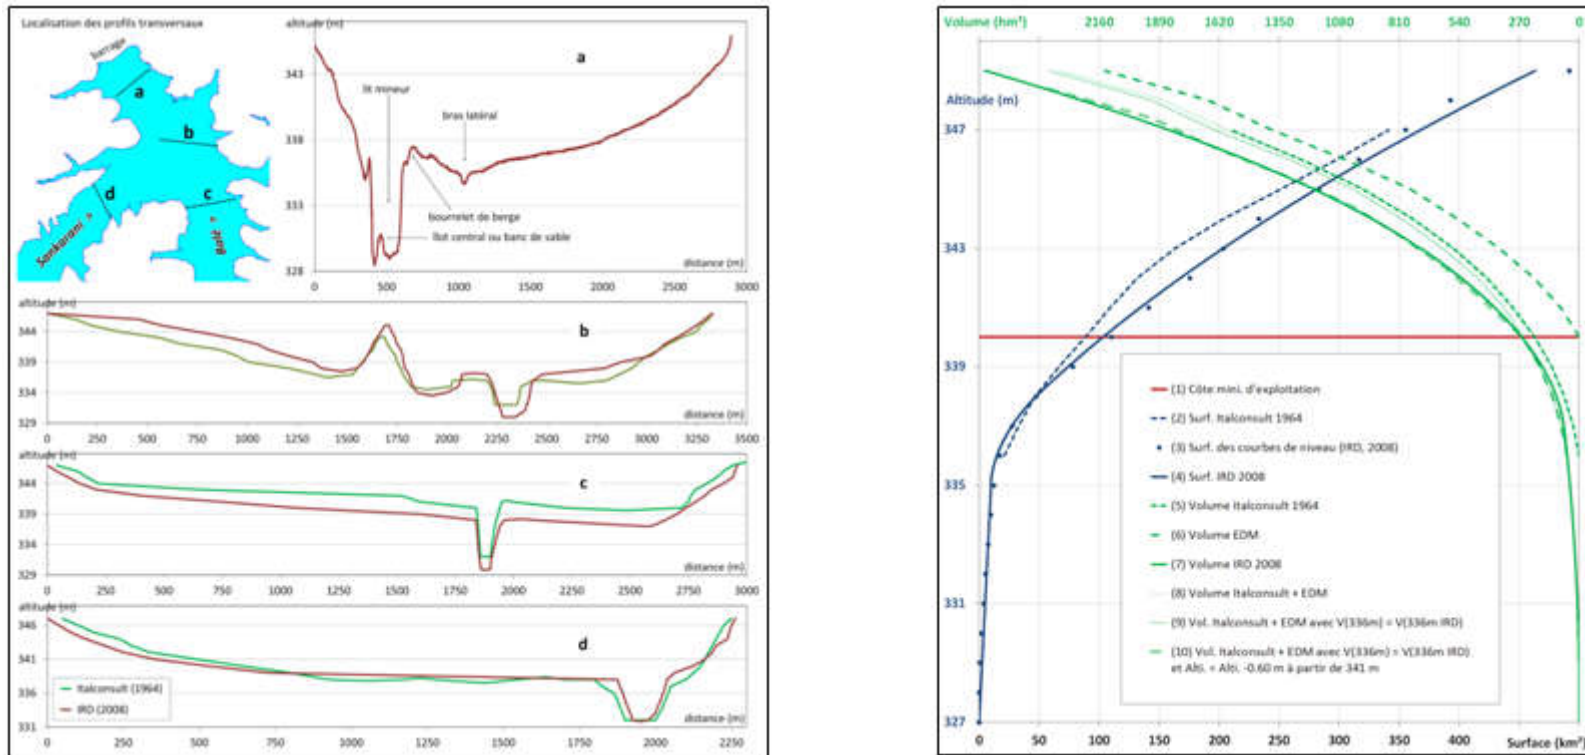 Localisation des profils transversaux
barrage
a
b
c
d
Sankarani >
Balé >
altitude (m)
a
343
338
333
328
lit mineur
bras latéral
bourrelet de berge
îlot central ou banc de sable
distance (m)
0 500 1000 1500 2000 2500 3000
altitude (m)
b
344
339
334
329
distance (m)
0 250 500 750 1000 1250 1500 1750 2000 2250 2500 2750 3000 3250 3500
altitude (m)
c
344
339
334
329
distance (m)
0 250 500 750 1000 1250 1500 1750 2000 2250 2500 2750 3000
altitude (m)
d
346
341
336
331
Italconsult (1964)
IRD (2008)
distance (m)
0 250 500 750 1000 1250 1500 1750 2000 2250
Volume (hm³) 2160 1890 1620 1350 1080 810 540 270 0
Altitude (m)
347
343
339
335
331
327
(1) Côte mini. d'exploitation
(2) Surf. Italconsult 1964
(3) Surf. des courbes de niveau (IRD, 2008)
(4) Surf. IRD 2008
(5) Volume Italconsult 1964
(6) Volume EDM
(7) Volume IRD 2008
(8) Volume Italconsult + EDM
(9) Vol. Italconsult + EDM avec V(336m) = V(336m IRD)
(10) Vol. Italconsult + EDM avec V(336m) = V(336m IRD)
et Alti. = Alti. -0.60 m à partir de 341 m
0 50 100 150 200 250 300 350 400 Surface (km²)